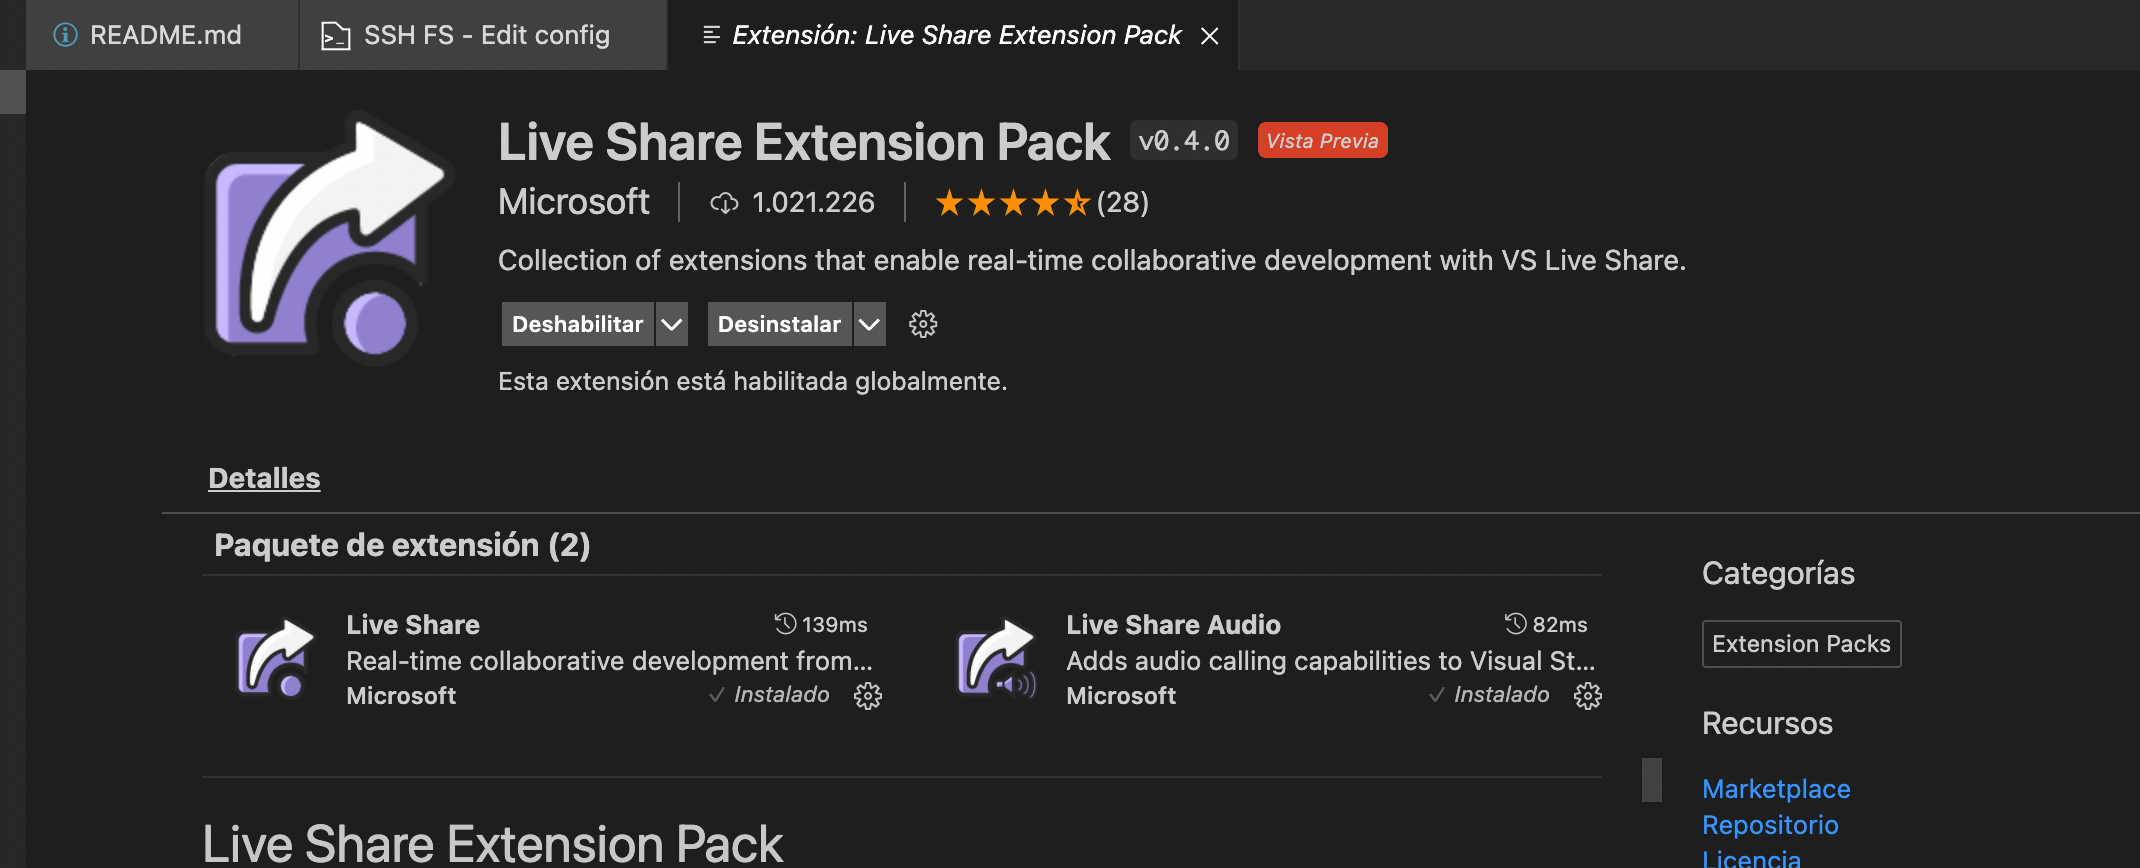 README.md
SSH FS - Edit config
Extensión: Live Share Extension Pack
Live Share Extension Pack v0.4.0 Vista Previa
Microsoft 1.021.226 (28)
Collection of extensions that enable real-time collaborative development with VS Live Share.
Deshabilitar Desinstalar
Esta extensión está habilitada globalmente.
Detalles
Paquete de extensión (2)
Live Share 139ms
Real-time collaborative development from...
Microsoft Instalado
Live Share Audio 82ms
Adds audio calling capabilities to Visual St...
Microsoft Instalado
Live Share Extension Pack
Categorías
Extension Packs
Recursos
Marketplace
Repositorio
Licencia